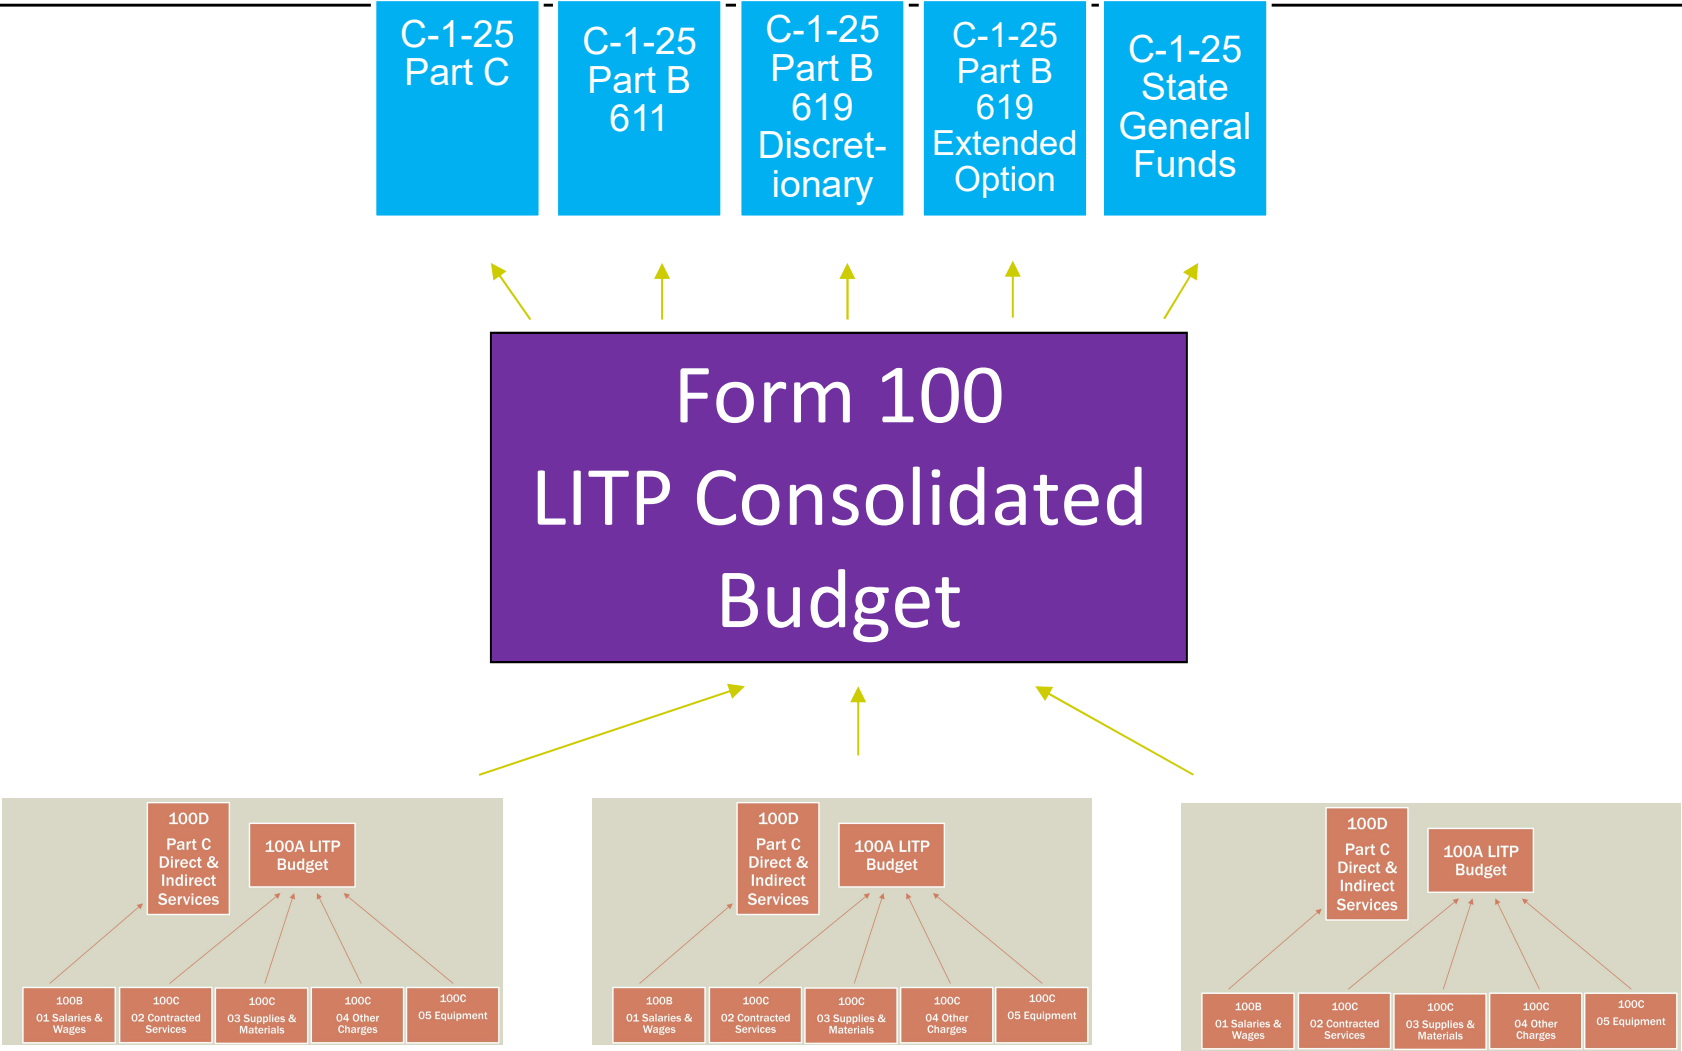 C-1-25
Part C
C-1-25
Part B
611
C-1-25
Part B
619
Discret-
ionary
C-1-25
Part B
619
Extended
Option
C-1-25
State
General
Funds
Form 100
LITP Consolidated
Budget
100D
Part C
Direct &
Indirect
Services
100A LITP
Budget
100B
01 Salaries &
Wages
100C
02 Contracted
Services
100C
03 Supplies &
Materials
100C
04 Other
Charges
100C
05 Equipment
100D
Part C
Direct &
Indirect
Services
100A LITP
Budget
100B
01 Salaries &
Wages
100C
02 Contracted
Services
100C
03 Supplies &
Materials
100C
04 Other
Charges
100C
05 Equipment
100D
Part C
Direct &
Indirect
Services
100A LITP
Budget
100B
01 Salaries &
Wages
100C
02 Contracted
Services
100C
03 Supplies &
Materials
100C
04 Other
Charges
100C
05 Equipment